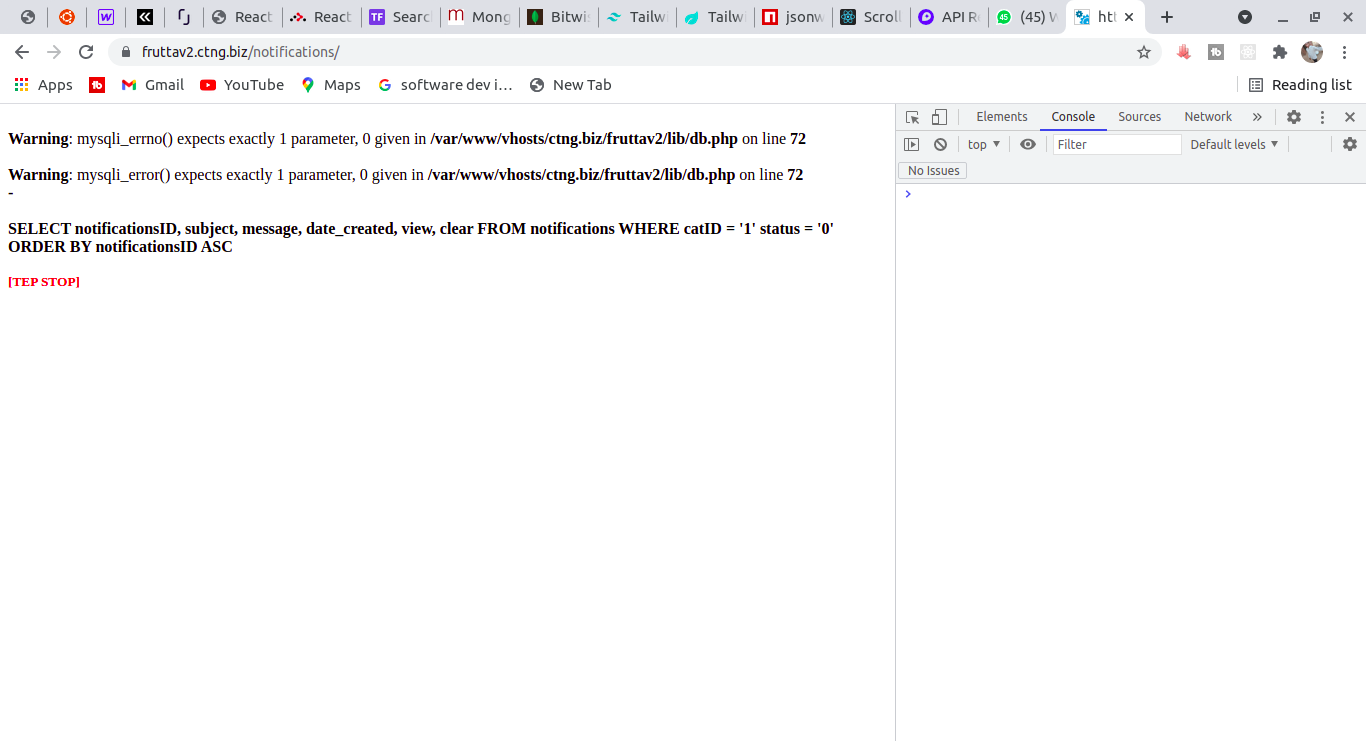 React
React
Search
Mong
Bitwi
Tailwi
Tailwi
jsonw
Scroll
API R
(45) W
htt
fruttav2.ctng.biz/notifications/
Apps
Gmail
YouTube
Maps
software dev i...
New Tab
Reading list
Warning: mysqli_errno() expects exactly 1 parameter, 0 given in /var/www/vhosts/ctng.biz/fruttav2/lib/db.php on line 72
Warning: mysqli_error() expects exactly 1 parameter, 0 given in /var/www/vhosts/ctng.biz/fruttav2/lib/db.php on line 72
-
SELECT notificationsID, subject, message, date_created, view, clear FROM notifications WHERE catID = '1' status = '0'
ORDER BY notificationsID ASC
[TEP STOP]
Elements Console Sources Network »
top Filter Default levels
No Issues